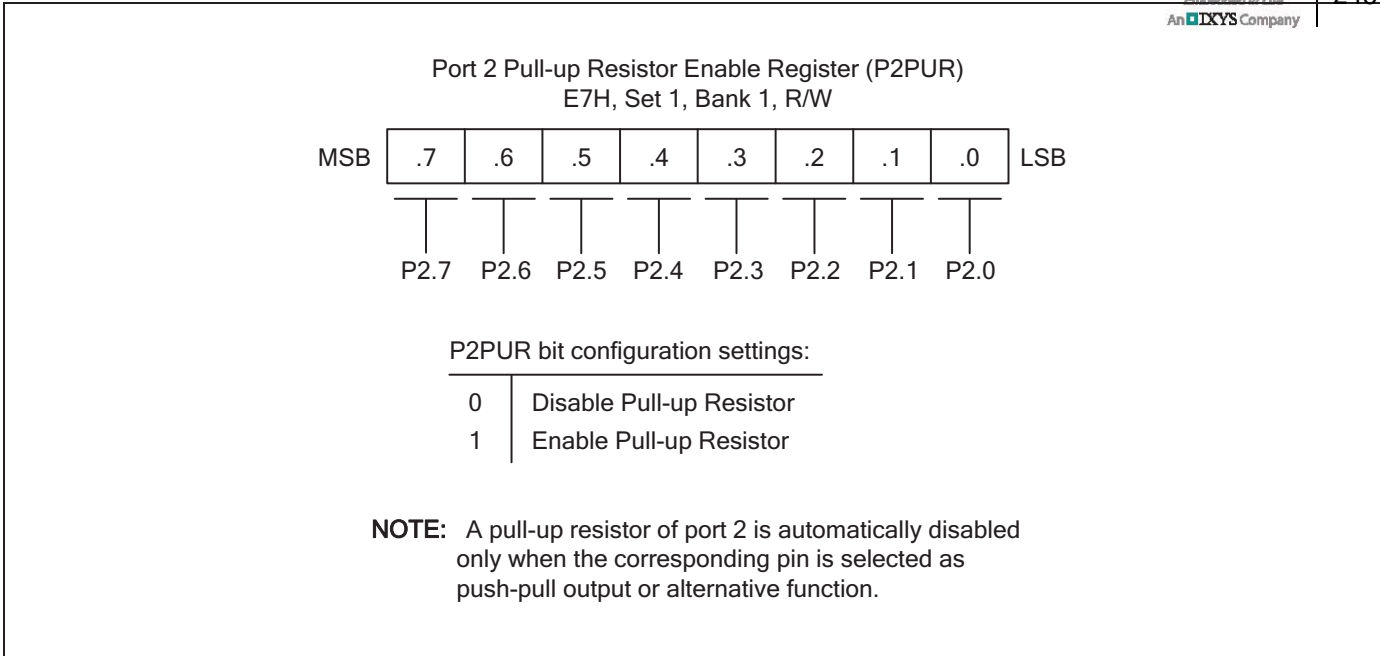 An IXYS Company
Port 2 Pull-up Resistor Enable Register (P2PUR)
E7H, Set 1, Bank 1, R/W
MSB .7 .6 .5 .4 .3 .2 .1 .0 LSB
P2.7 P2.6 P2.5 P2.4 P2.3 P2.2 P2.1 P2.0
P2PUR bit configuration settings:
0 Disable Pull-up Resistor
1 Enable Pull-up Resistor
NOTE: A pull-up resistor of port 2 is automatically disabled
only when the corresponding pin is selected as
push-pull output or alternative function.